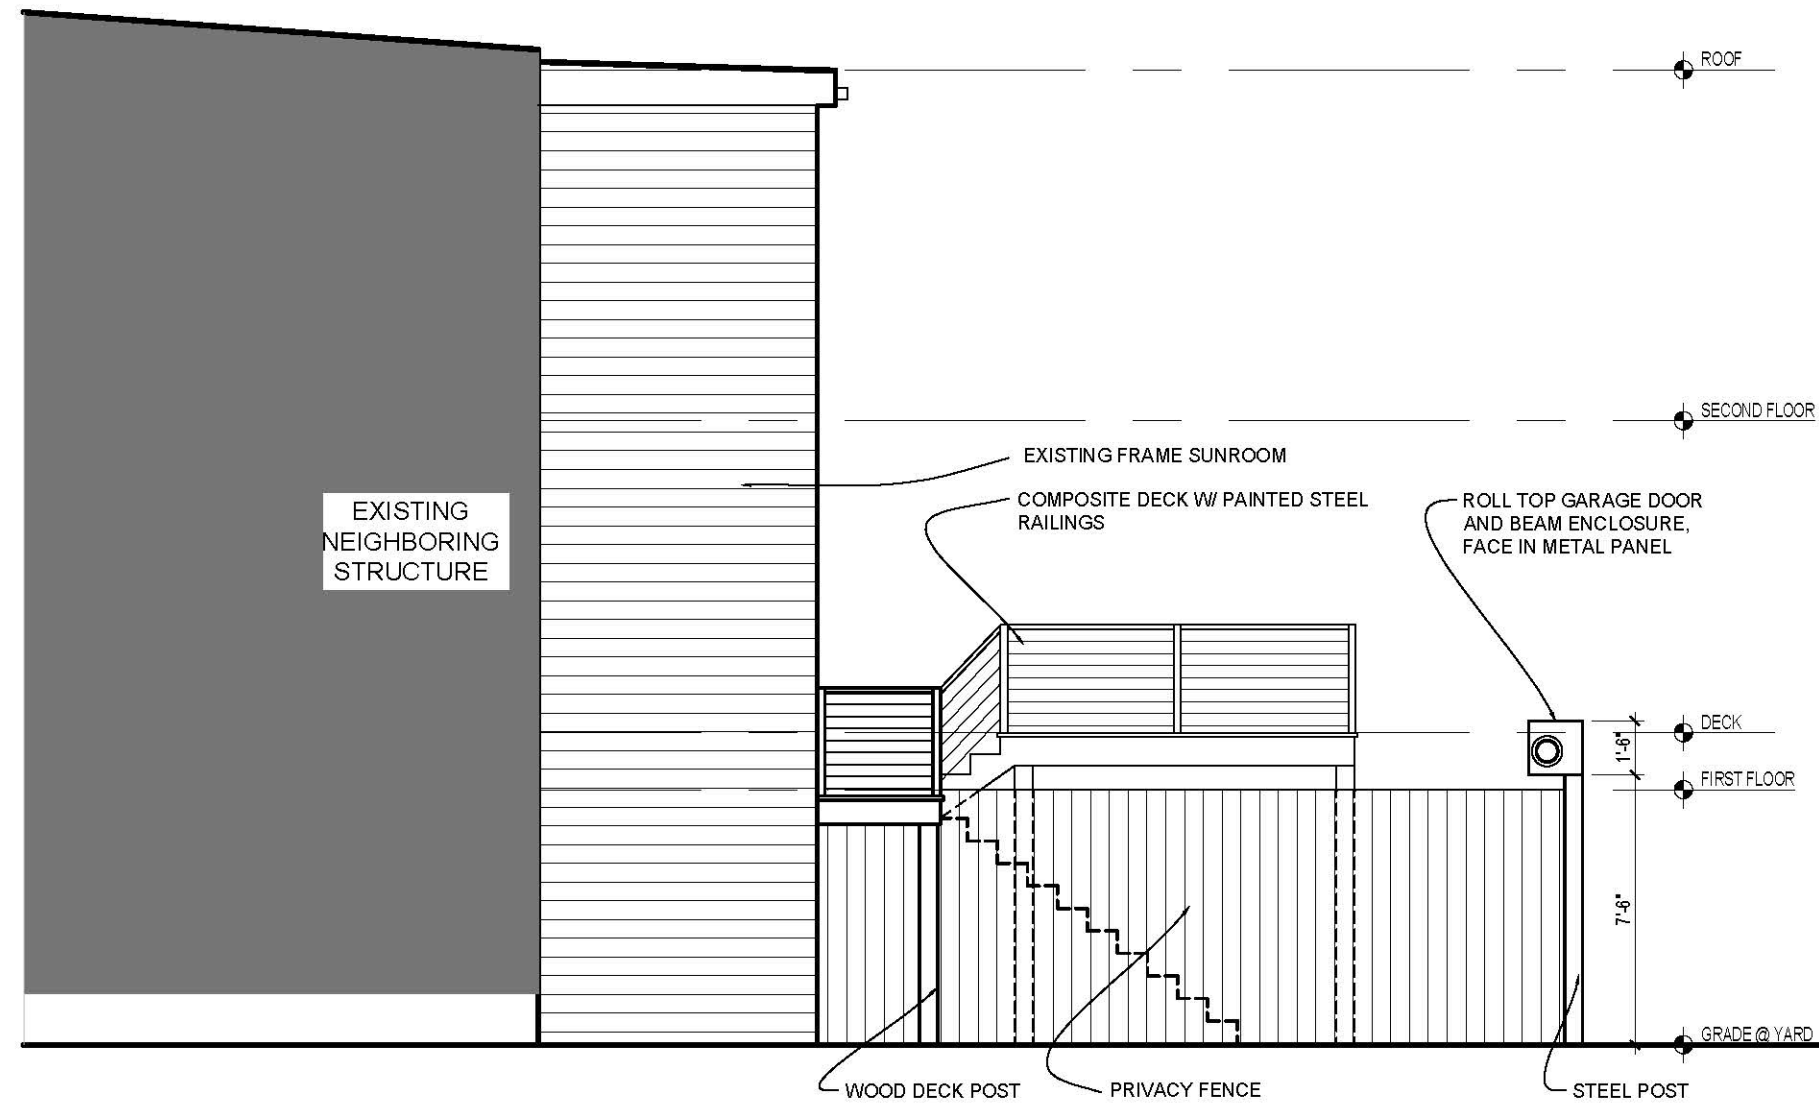 ROOF
SECOND FLOOR
EXISTING FRAME SUNROOM
COMPOSITE DECK W/ PAINTED STEEL
RAILINGS
ROLL TOP GARAGE DOOR
AND BEAM ENCLOSURE,
FACE IN METAL PANEL
EXISTING
NEIGHBORING
STRUCTURE
DECK
1'-6"
FIRST FLOOR
7'-6"
GRADE @ YARD
WOOD DECK POST
PRIVACY FENCE
STEEL POST